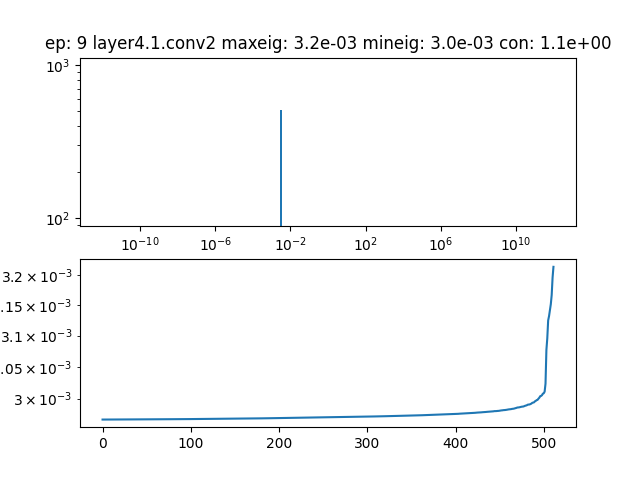 ep: 9 layer4.1.conv2 maxeig: 3.2e-03 mineig: 3.0e-03 con: 1.1e+00
10³
10²
10⁻¹⁰ 10⁻⁶ 10⁻² 10² 10⁶ 10¹⁰
3.2 × 10⁻³
.15 × 10⁻³
3.1 × 10⁻³
.05 × 10⁻³
3 × 10⁻³
0 100 200 300 400 500